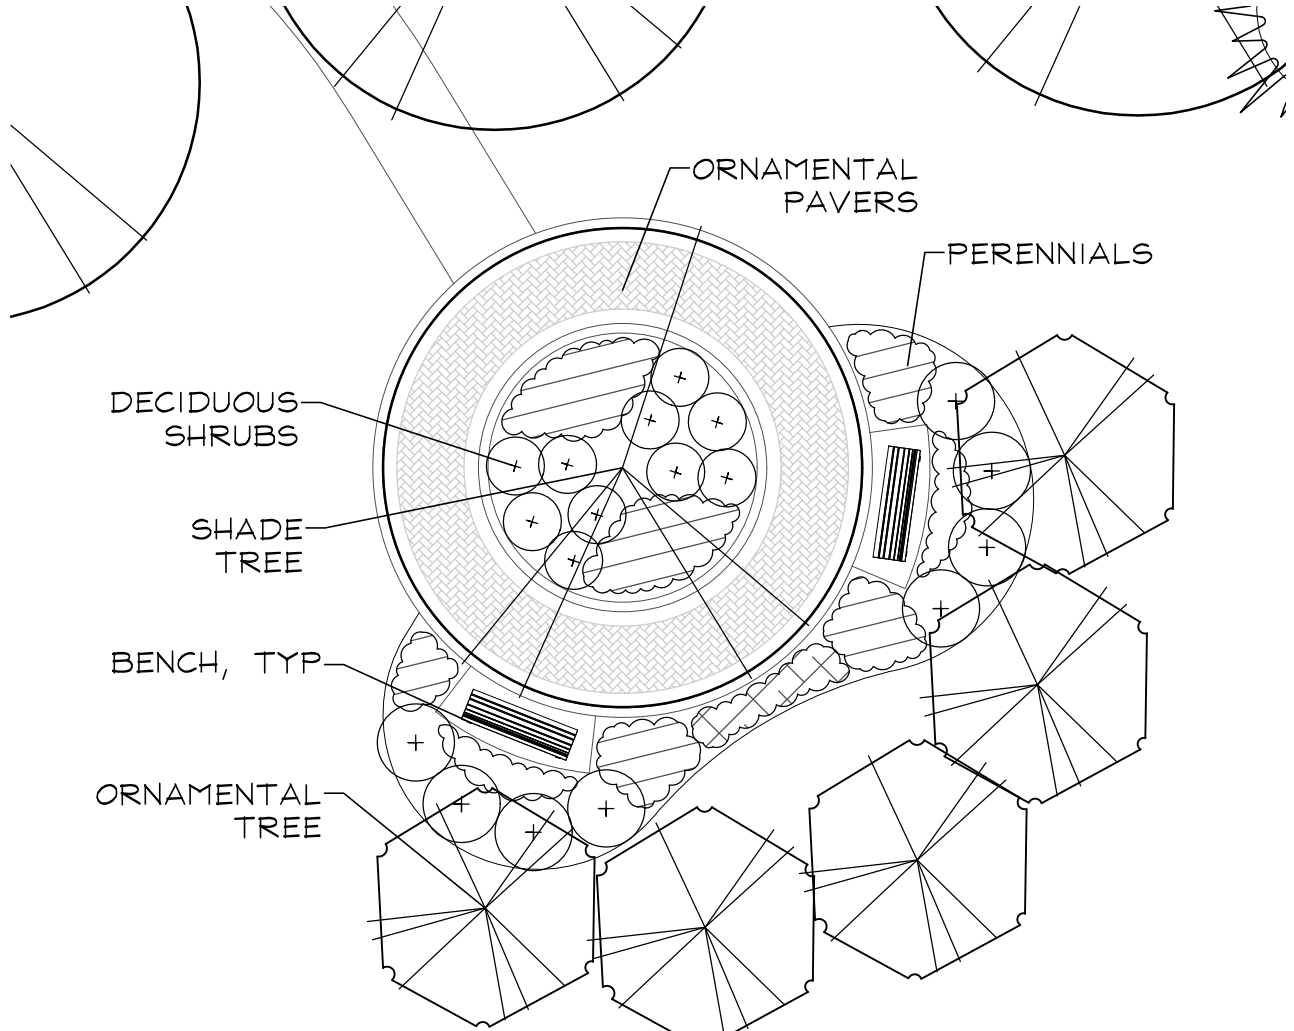 ORNAMENTAL
PAVERS
PERENNIALS
DECIDUOUS
SHRUBS
SHADE
TREE
BENCH, TYP
ORNAMENTAL
TREE